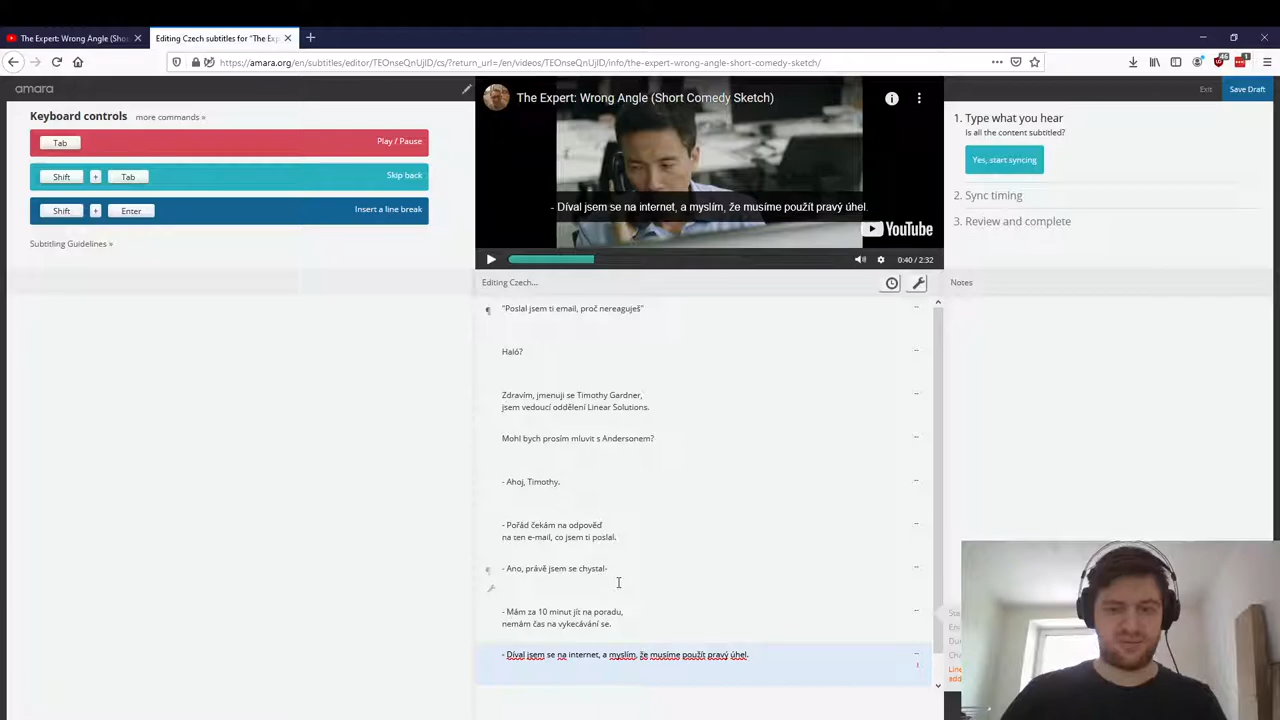 The Expert: Wrong Angle (Sho
Editing Czech subtitles for "The Exp
https://amara.org/en/subtitles/editor/TEOnseQnUjID/cs/?return_url=/en/videos/TEOnseQnUjID/info/the-expert-wrong-angle-short-comedy-sketch/
amara
Exit
Save Draft
Keyboard controls
more commands »
Tab
Play / Pause
Shift
+
Tab
Skip back
Shift
+
Enter
Insert a line break
Subtitling Guidelines »
The Expert: Wrong Angle (Short Comedy Sketch)
- Díval jsem se na internet, a myslím, že musíme použít pravý úhel.
YouTube
0:40 / 2:32
1. Type what you hear
Is all the content subtitled?
Yes, start syncing
2. Sync timing
3. Review and complete
Editing Czech...
Notes
"Poslal jsem ti email, proč nereaguješ"
Haló?
Zdravím, jmenuji se Timothy Gardner,
jsem vedoucí oddělení Linear Solutions.
Mohl bych prosím mluvit s Andersonem?
- Ahoj, Timothy.
- Pořád čekám na odpověď
na ten e-mail, co jsem ti poslal.
- Ano, právě jsem se chystal-
- Mám za 10 minut jít na poradu,
nemám čas na vykecávání se.
- Díval jsem se na internet, a myslím, že musíme použít pravý úhel.